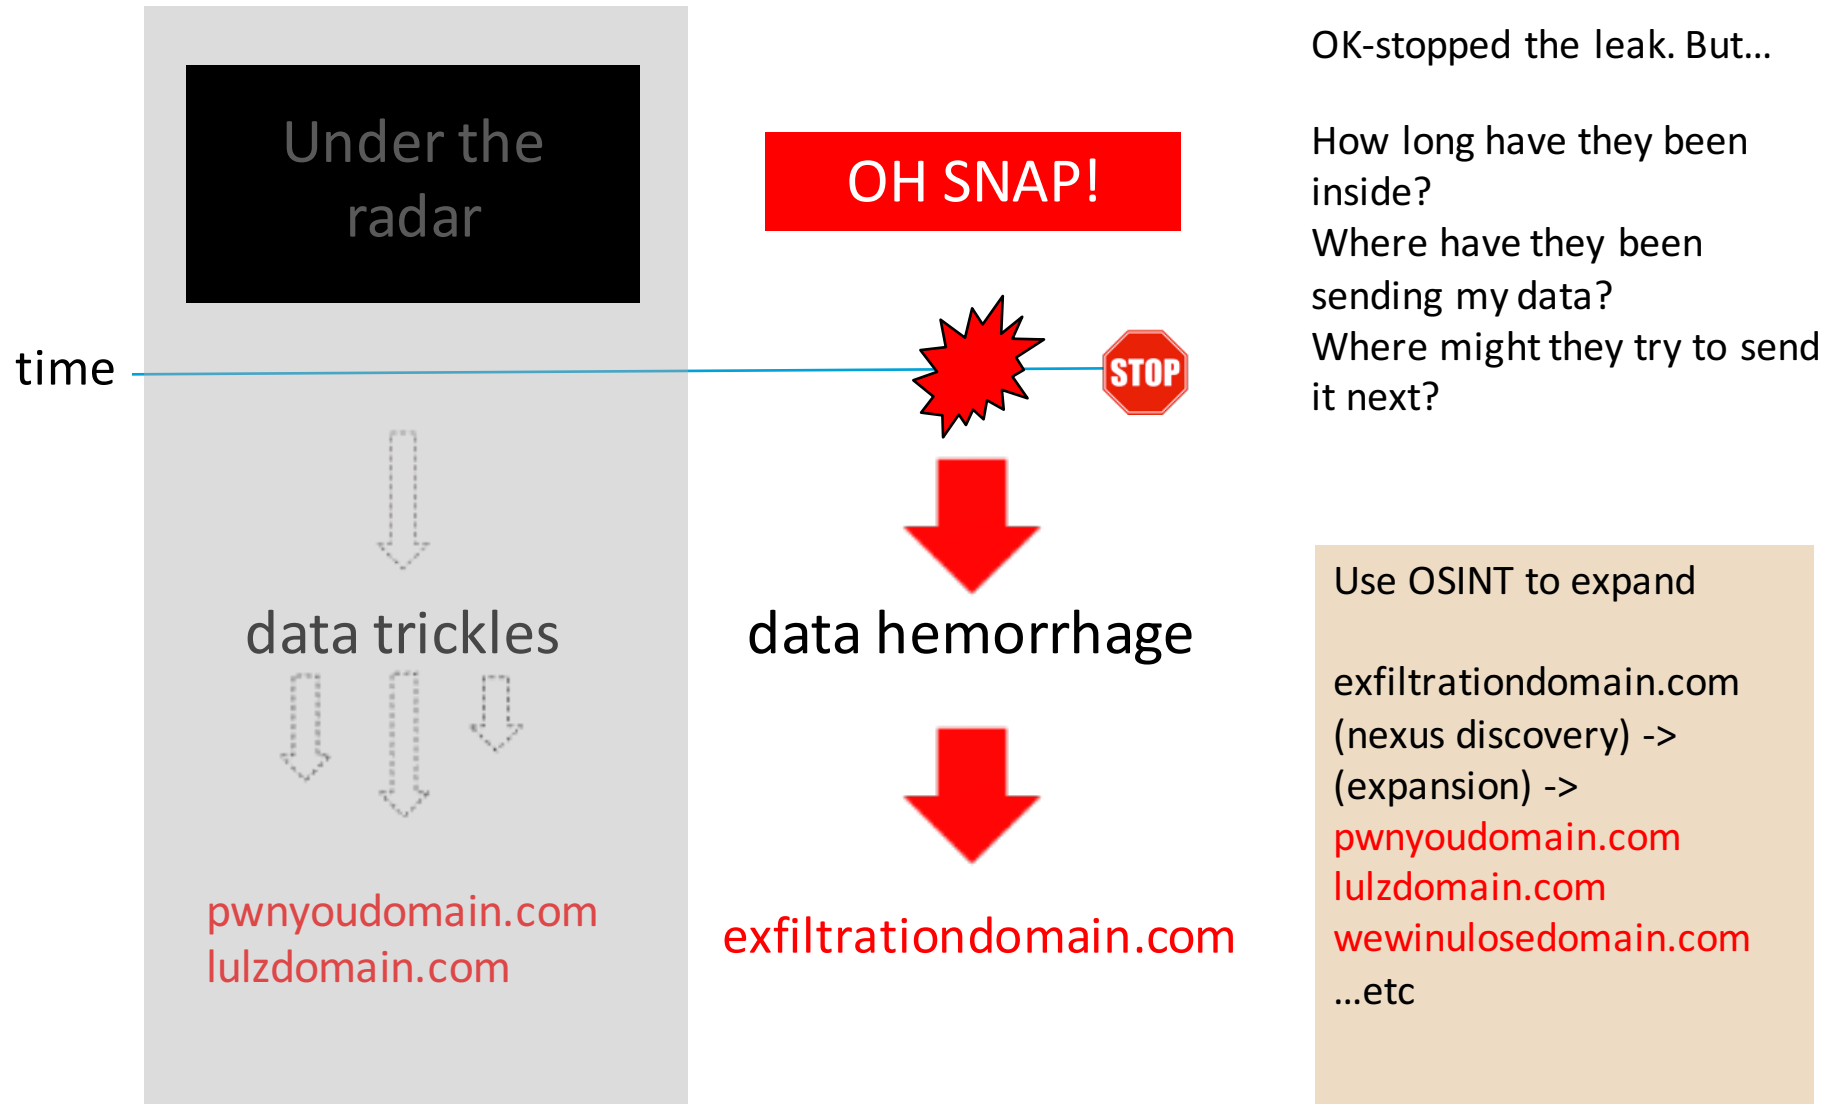 Under the
radar
time
data trickles
pwnyoudomain.com
lulzdomain.com
OH SNAP!
STOP
data hemorrhage
exfiltrationdomain.com
OK-stopped the leak. But…
How long have they been
inside?
Where have they been
sending my data?
Where might they try to send
it next?
Use OSINT to expand
exfiltrationdomain.com
(nexus discovery) ->
(expansion) ->
pwnyoudomain.com
lulzdomain.com
wewinulosedomain.com
…etc